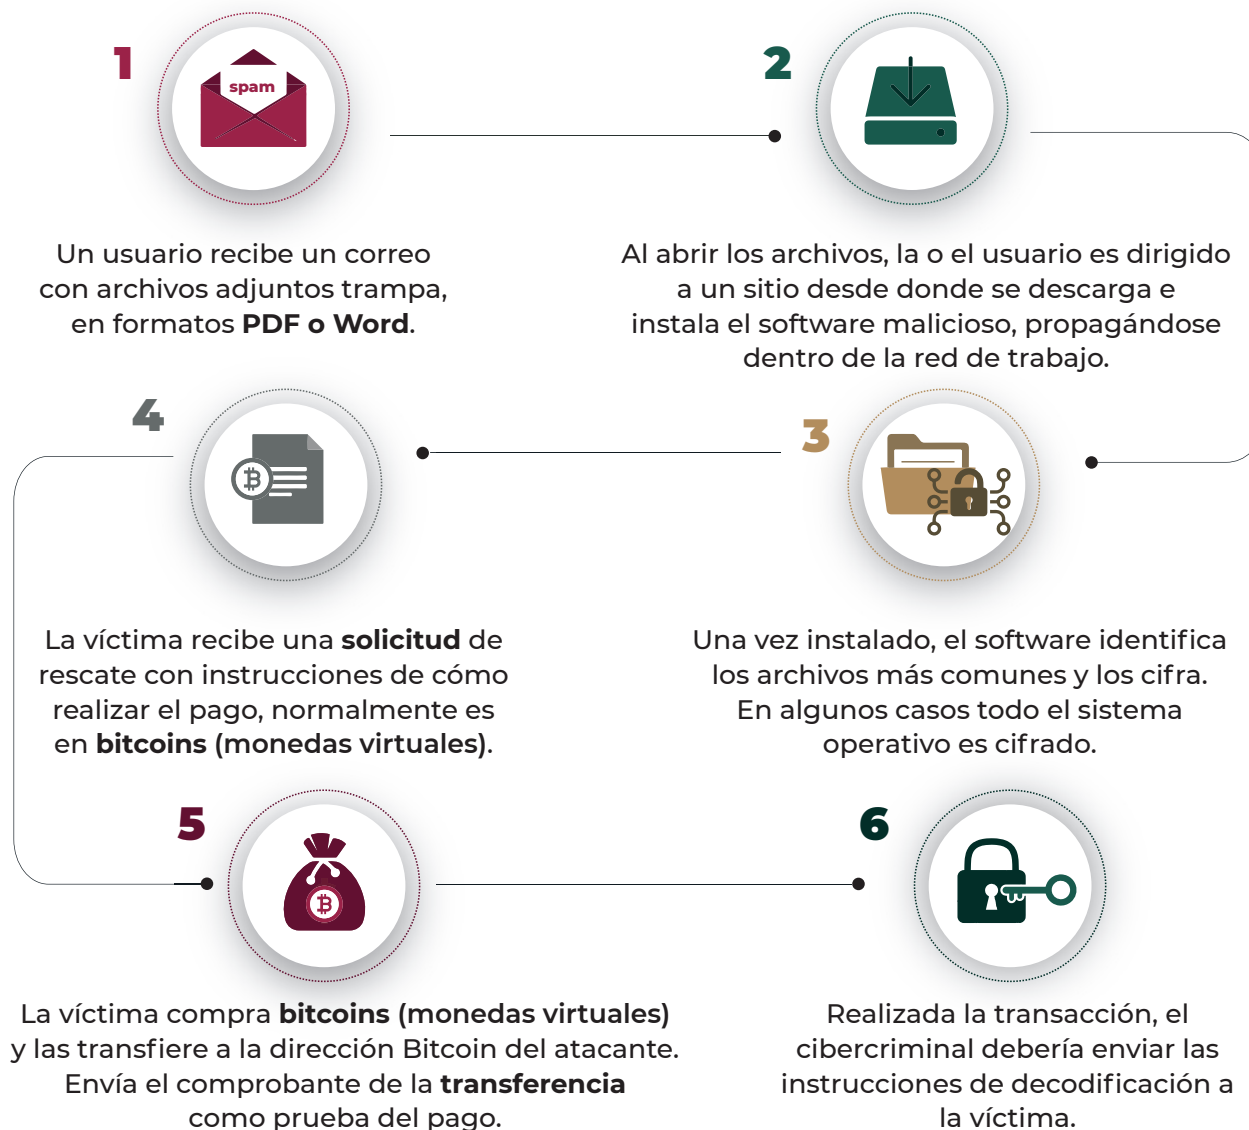 1
spam
Un usuario recibe un correo
con archivos adjuntos trampa,
en formatos PDF o Word.
2
Al abrir los archivos, la o el usuario es dirigido
a un sitio desde donde se descarga e
instala el software malicioso, propagándose
dentro de la red de trabajo.
3
Una vez instalado, el software identifica
los archivos más comunes y los cifra.
En algunos casos todo el sistema
operativo es cifrado.
4
La víctima recibe una solicitud de
rescate con instrucciones de cómo
realizar el pago, normalmente es
en bitcoins (monedas virtuales).
5
La víctima compra bitcoins (monedas virtuales)
y las transfiere a la dirección Bitcoin del atacante.
Envía el comprobante de la transferencia
como prueba del pago.
6
Realizada la transacción, el
cibercriminal debería enviar las
instrucciones de decodificación a
la víctima.